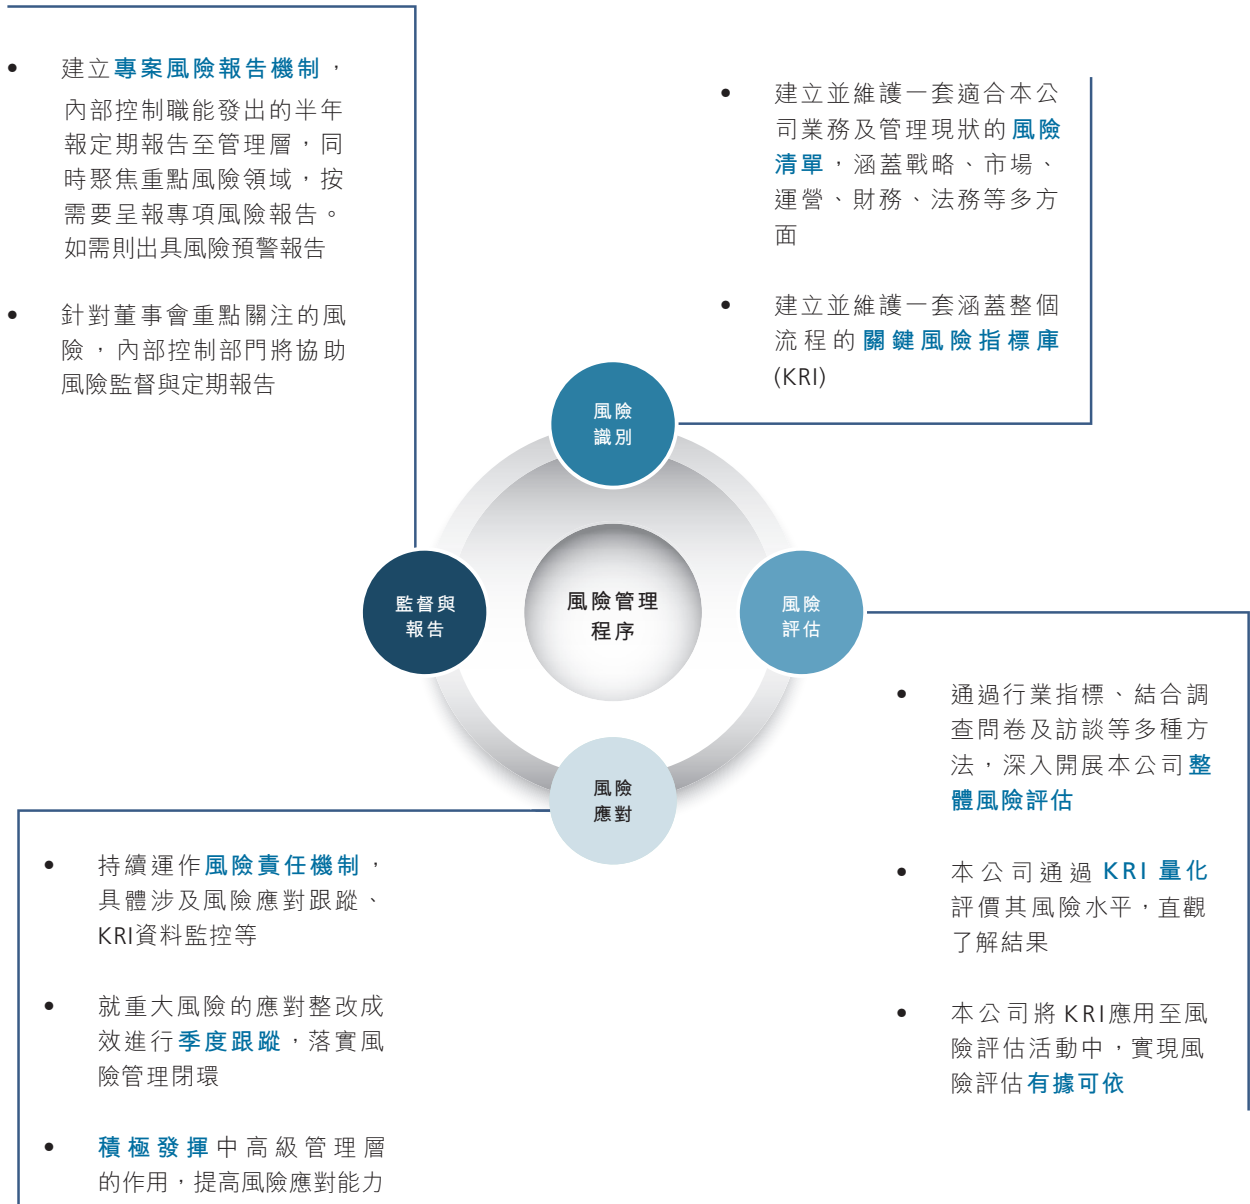 • 建立專案風險報告機制，
內部控制職能發出的半年
報定期報告至管理層，同
時聚焦重點風險領域，按
需要呈報專項風險報告。
如需則出具風險預警報告
• 針對董事會重點關注的風
險，內部控制部門將協助
風險監督與定期報告
• 建立並維護一套適合本公
司業務及管理現狀的風險
清單，涵蓋戰略、市場、
運營、財務、法務等多方
面
• 建立並維護一套涵蓋整個
流程的關鍵風險指標庫
(KRI)
風險
識別
監督與
報告
風險管理
程序
風險
評估
風險
應對
• 通過行業指標、結合調
查問卷及訪談等多種方
法，深入開展本公司整
體風險評估
• 本公司通過 KRI 量化
評價其風險水平，直觀
了解結果
• 本公司將 KRI應用至風
險評估活動中，實現風
險評估有據可依
• 持續運作風險責任機制，
具體涉及風險應對跟蹤、
KRI資料監控等
• 就重大風險的應對整改成
效進行季度跟蹤，落實風
險管理閉環
• 積極發揮中高級管理層
的作用，提高風險應對能力